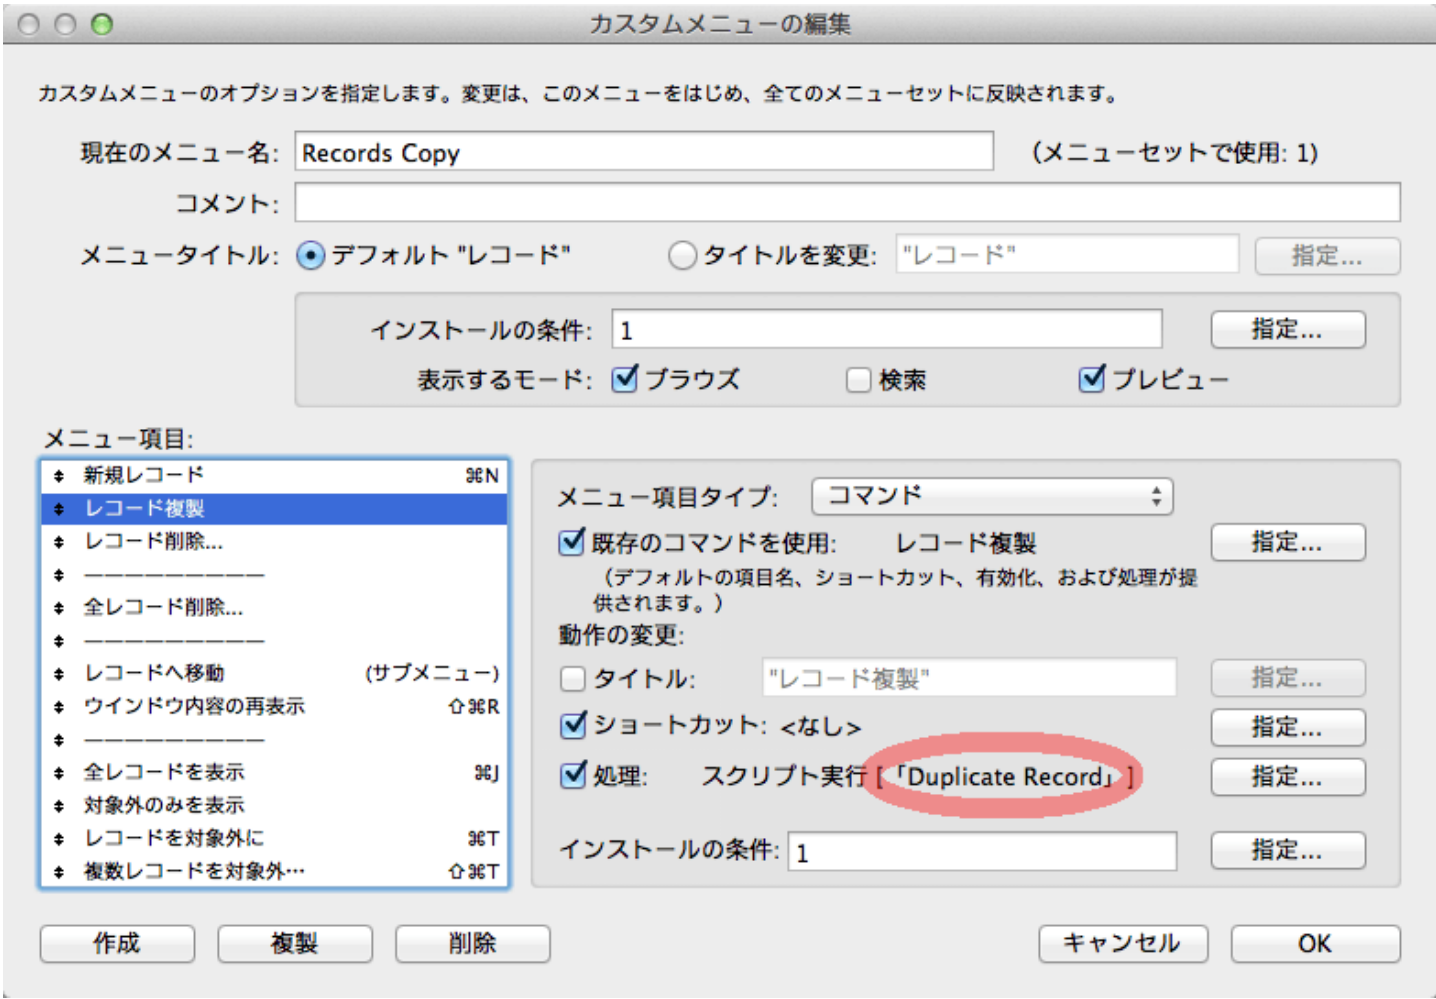 カスタムメニューの編集
カスタムメニューのオプションを指定します。変更は、このメニューをはじめ、全てのメニューセットに反映されます。
現在のメニュー名: Records Copy (メニューセットで使用: 1)
コメント:
メニュータイトル: デフォルト "レコード" タイトルを変更: "レコード" 指定...
インストールの条件: 1 指定...
表示するモード: ブラウズ 検索 プレビュー
メニュー項目:
新規レコード ⌘N
レコード複製
レコード削除...
—————————
全レコード削除...
—————————
レコードへ移動 (サブメニュー)
ウインドウ内容の再表示 ⇧⌘R
—————————
全レコードを表示 ⌘J
対象外のみを表示
レコードを対象外に ⌘T
複数レコードを対象外… ⇧⌘T
メニュー項目タイプ: コマンド
既存のコマンドを使用: レコード複製 指定...
(デフォルトの項目名、ショートカット、有効化、および処理が提
供されます。)
動作の変更:
タイトル: "レコード複製" 指定...
ショートカット: <なし> 指定...
処理: スクリプト実行 [「Duplicate Record」] 指定...
インストールの条件: 1 指定...
作成 複製 削除 キャンセル OK